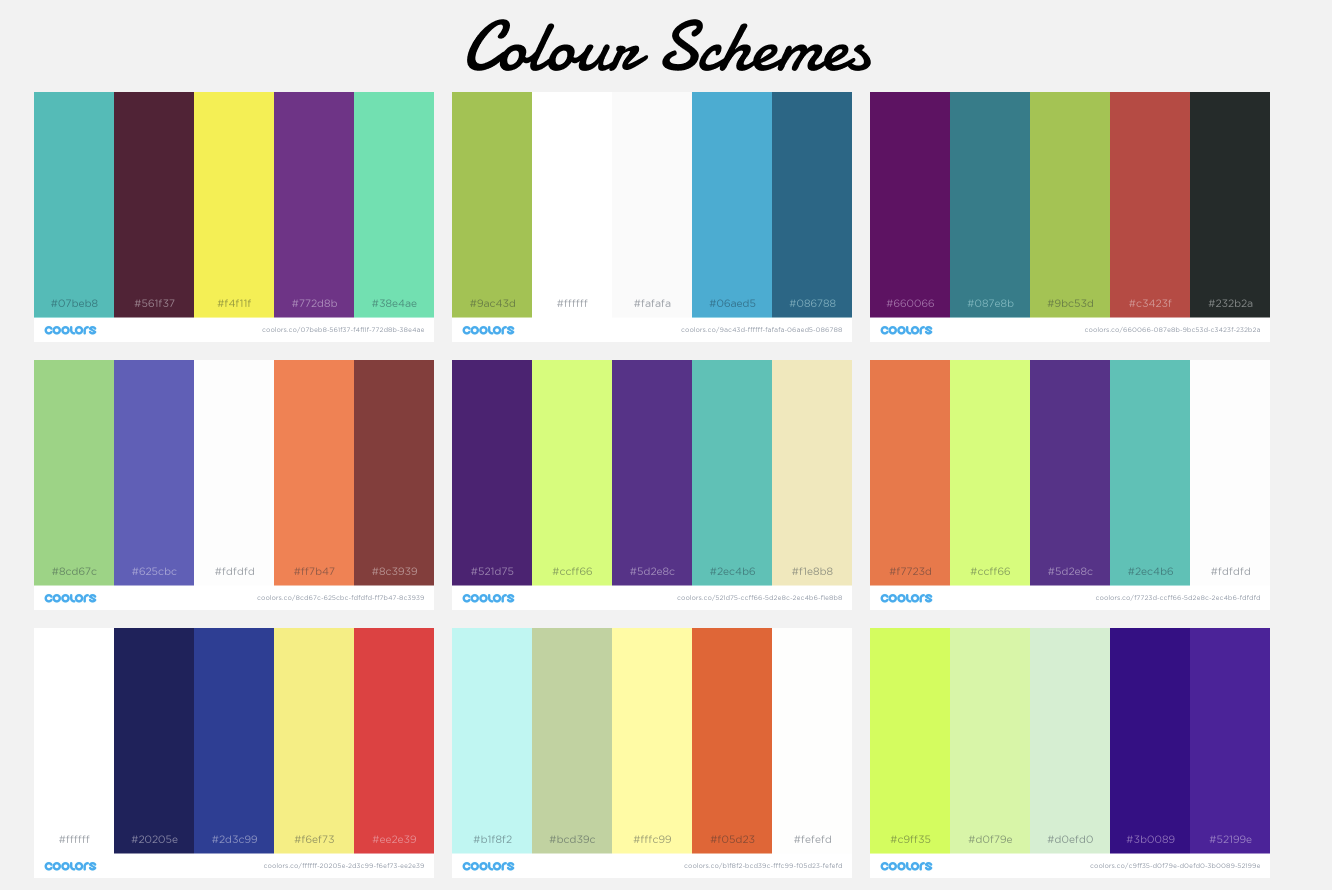 Colour Schemes
#07beb8 #561f37 #f4f11f #772d8b #38e4ae
coolors coolors.co/07beb8-561f37-f4f11f-772d8b-38e4ae
#9ac43d #ffffff #fafafa #06aed5 #086788
coolors coolors.co/9ac43d-ffffff-fafafa-06aed5-086788
#660066 #087e8b #9bc53d #c3423f #232b2a
coolors coolors.co/660066-087e8b-9bc53d-c3423f-232b2a
#8cd67c #625cbc #fdfdfd #ff7b47 #8c3939
coolors coolors.co/8cd67c-625cbc-fdfdfd-ff7b47-8c3939
#521d75 #ccff66 #5d2e8c #2ec4b6 #f1e8b8
coolors coolors.co/521d75-ccff66-5d2e8c-2ec4b6-f1e8b8
#f7723d #ccff66 #5d2e8c #2ec4b6 #fdfdfd
coolors coolors.co/f7723d-ccff66-5d2e8c-2ec4b6-fdfdfd
#ffffff #20205e #2d3c99 #f6ef73 #ee2e39
coolors coolors.co/ffffff-20205e-2d3c99-f6ef73-ee2e39
#b1f8f2 #bcd39c #fffc99 #f05d23 #fefefd
coolors coolors.co/b1f8f2-bcd39c-fffc99-f05d23-fefefd
#c9ff35 #d0f79e #d0efd0 #3b0089 #52199e
coolors coolors.co/c9ff35-d0f79e-d0efd0-3b0089-52199e